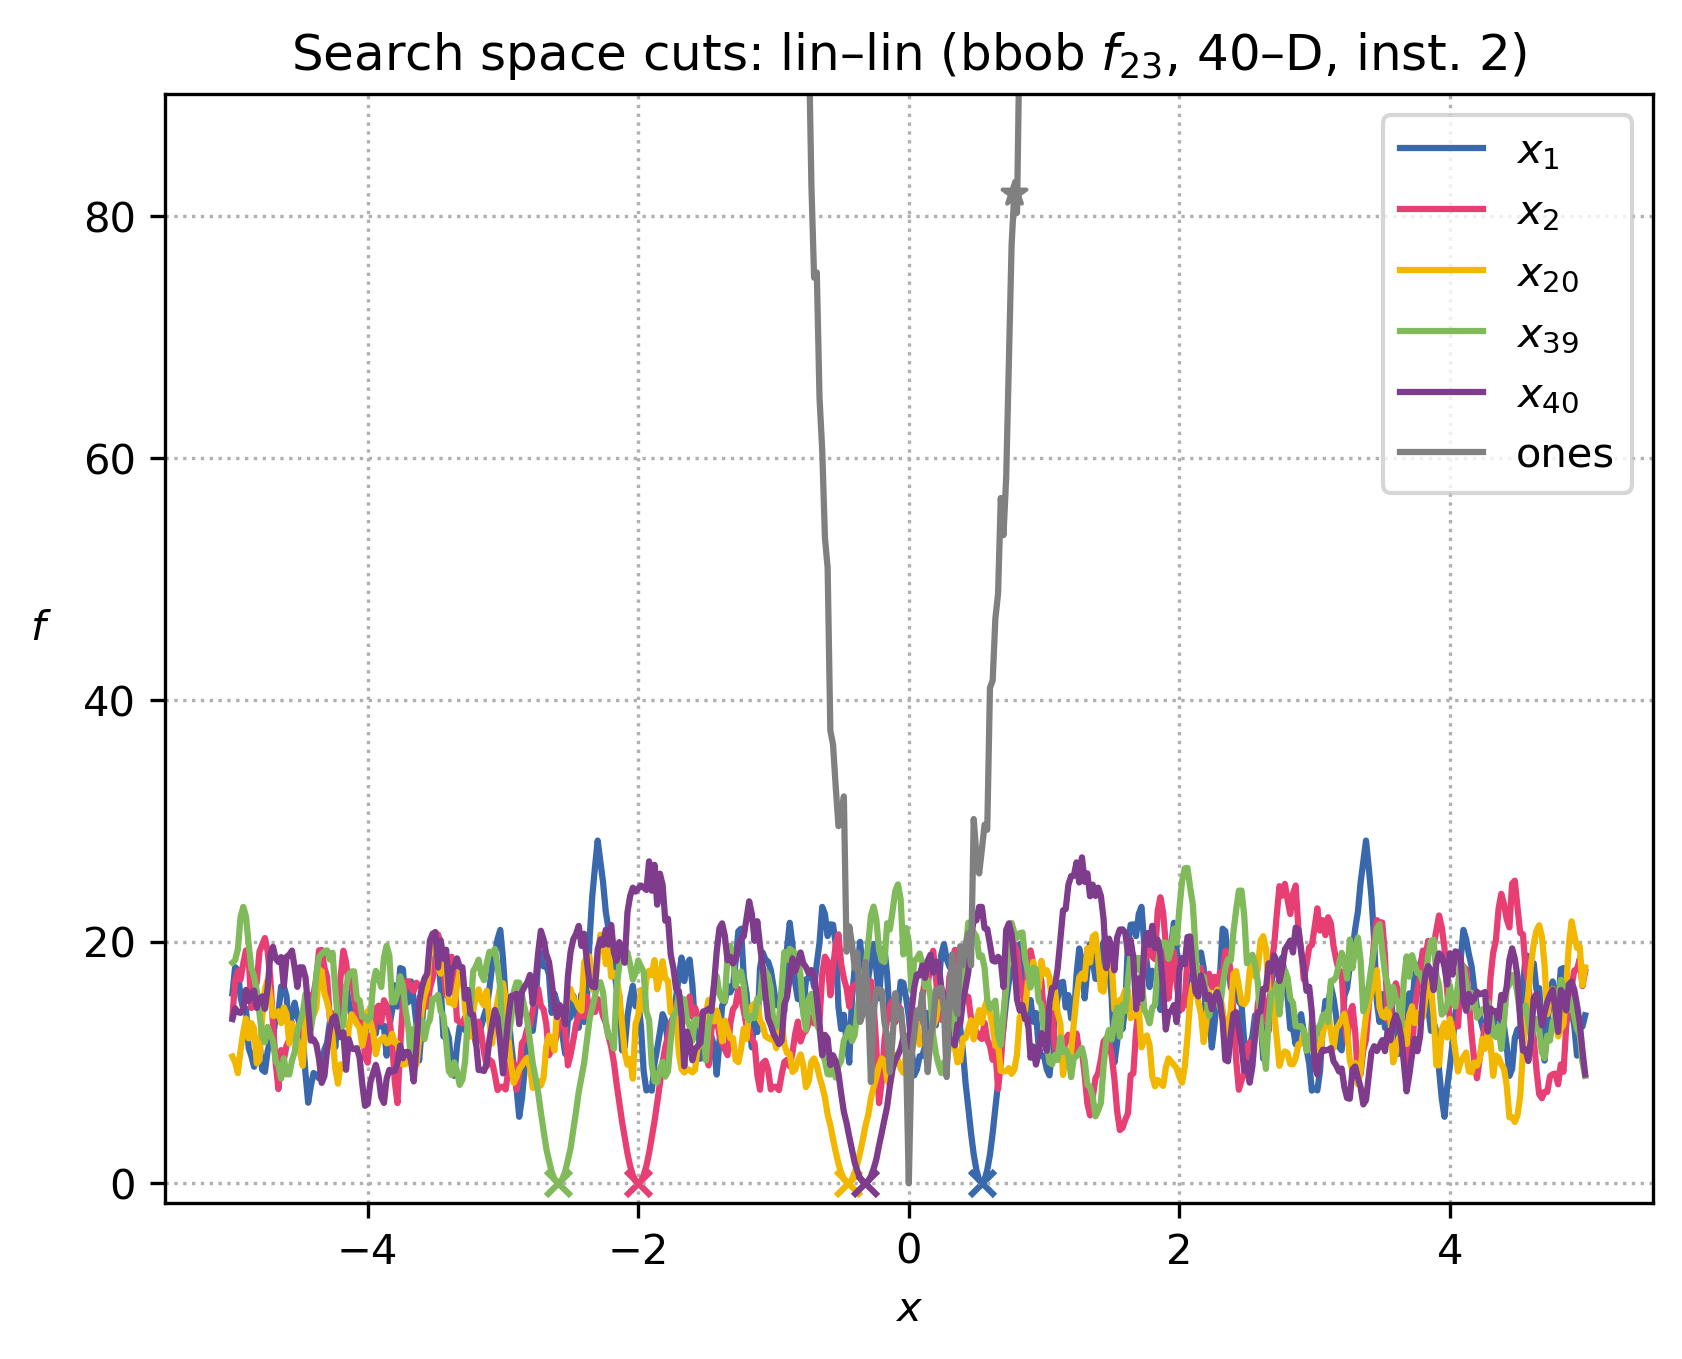 Search space cuts: lin–lin (bbob f23, 40–D, inst. 2)
x1
x2
x20
x39
x40
ones
80
60
40
20
0
f
−4 −2 0 2 4
x